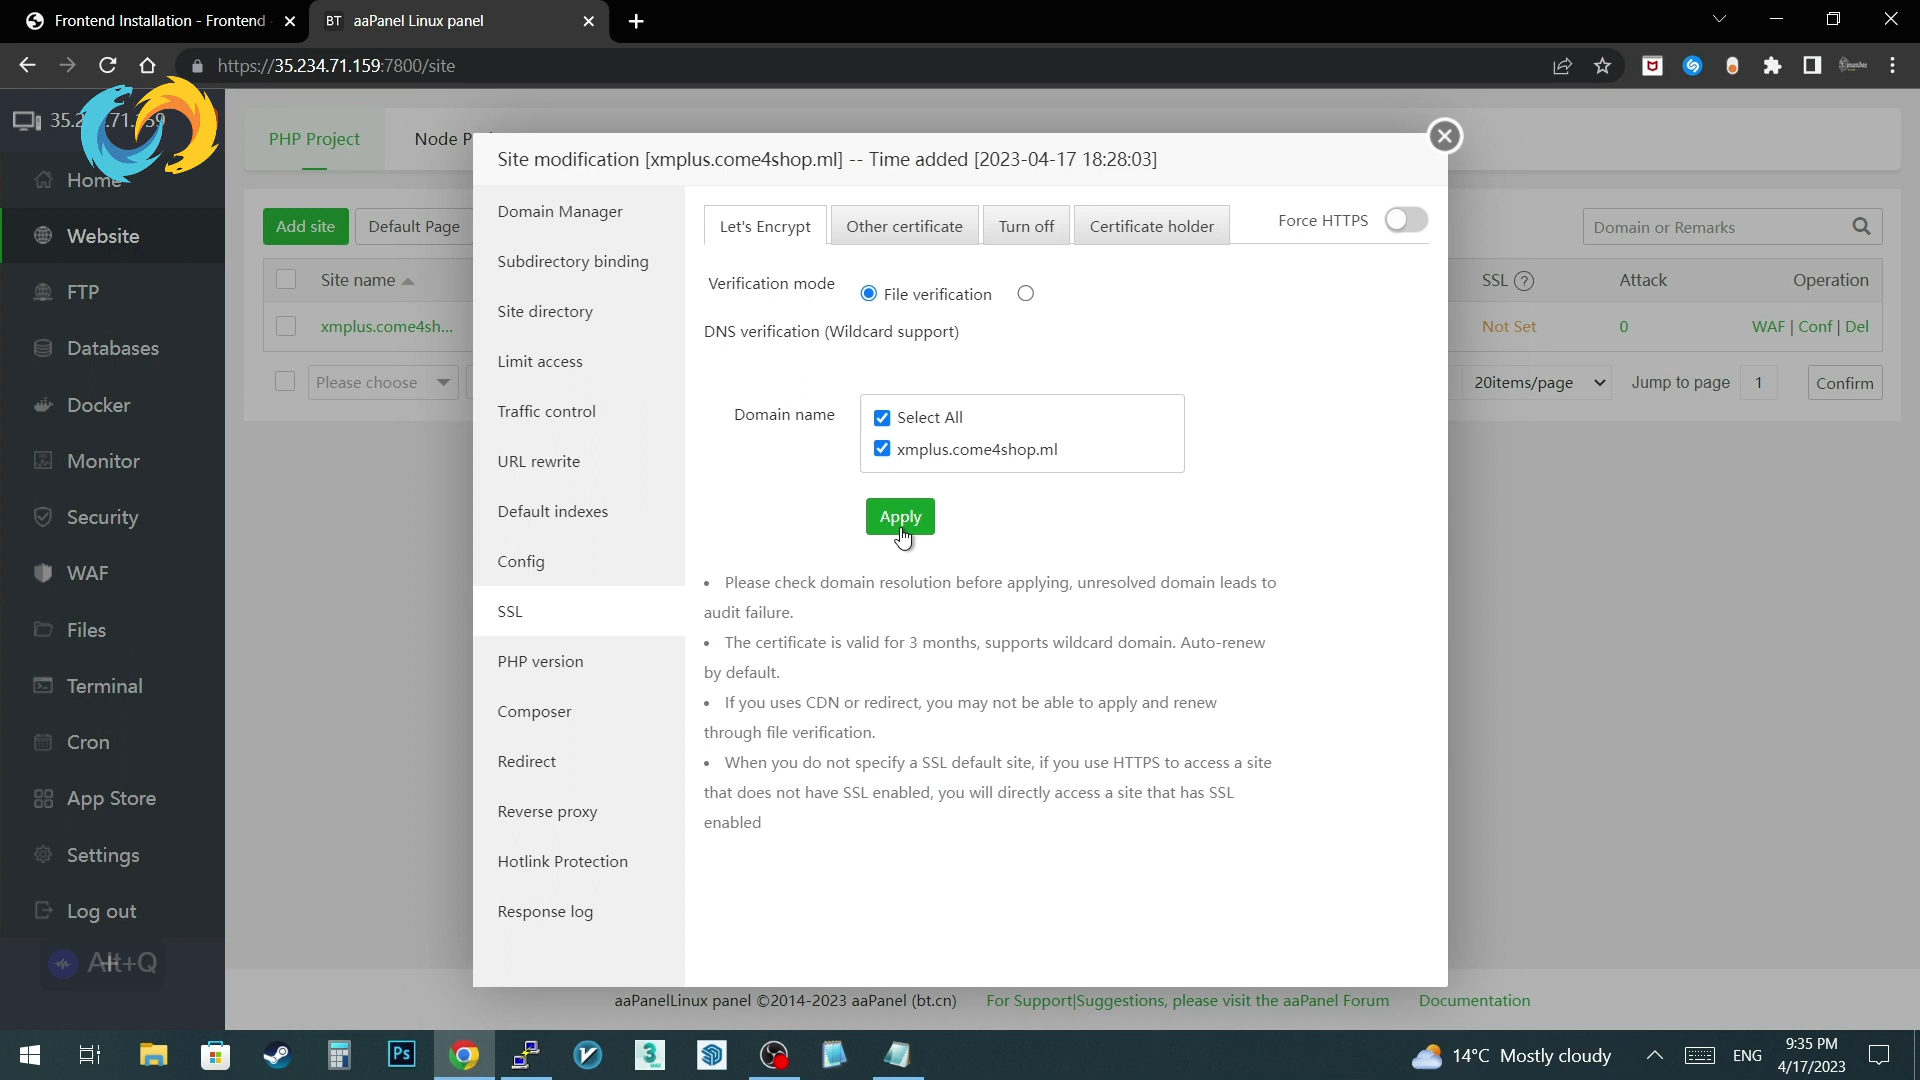 Frontend Installation - Frontend
BT aaPanel Linux panel
https://35.234.71.159:7800/site
PHP Project
Node P
Home
Website
FTP
Databases
Docker
Monitor
Security
WAF
Files
Terminal
Cron
App Store
Settings
Log out
Alt+Q
Add site
Default Page
Site name
xmplus.come4sh...
Please choose
Site modification [xmplus.come4shop.ml] -- Time added [2023-04-17 18:28:03]
Domain Manager
Subdirectory binding
Site directory
Limit access
Traffic control
URL rewrite
Default indexes
Config
SSL
PHP version
Composer
Redirect
Reverse proxy
Hotlink Protection
Response log
Let's Encrypt
Other certificate
Turn off
Certificate holder
Force HTTPS
Verification mode
File verification
DNS verification (Wildcard support)
Domain name
Select All
xmplus.come4shop.ml
Apply
• Please check domain resolution before applying, unresolved domain leads to
audit failure.
• The certificate is valid for 3 months, supports wildcard domain. Auto-renew
by default.
• If you uses CDN or redirect, you may not be able to apply and renew
through file verification.
• When you do not specify a SSL default site, if you use HTTPS to access a site
that does not have SSL enabled, you will directly access a site that has SSL
enabled
Domain or Remarks
SSL ?
Attack
Operation
Not Set
0
WAF | Conf | Del
20items/page
Jump to page
1
Confirm
aaPanelLinux panel ©2014-2023 aaPanel (bt.cn)
For Support|Suggestions, please visit the aaPanel Forum
Documentation
Ps
3
14°C Mostly cloudy
ENG
9:35 PM
4/17/2023